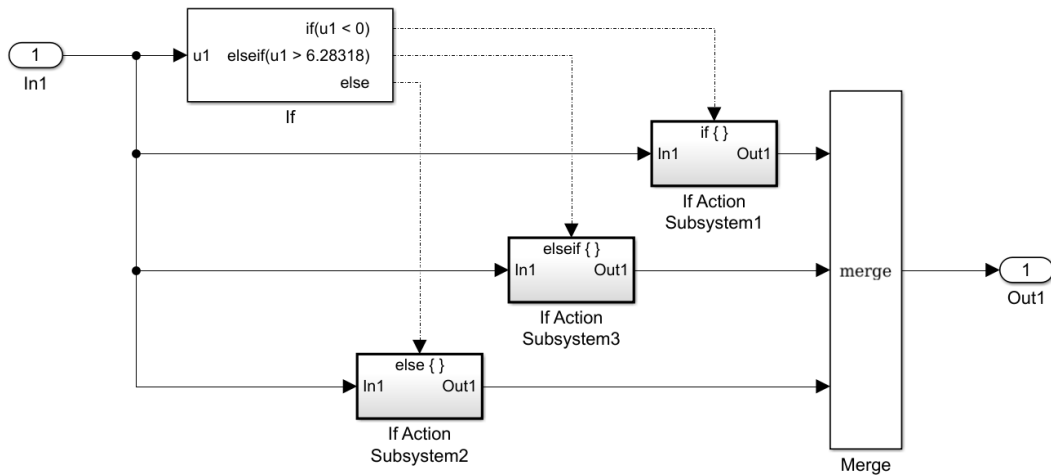 if(u1 < 0)
1
u1
elseif(u1 > 6.28318)
In1
else
If
if { }
In1
Out1
If Action
Subsystem1
elseif { }
In1
Out1
merge
1
Out1
If Action
Subsystem3
else { }
In1
Out1
If Action
Subsystem2
Merge